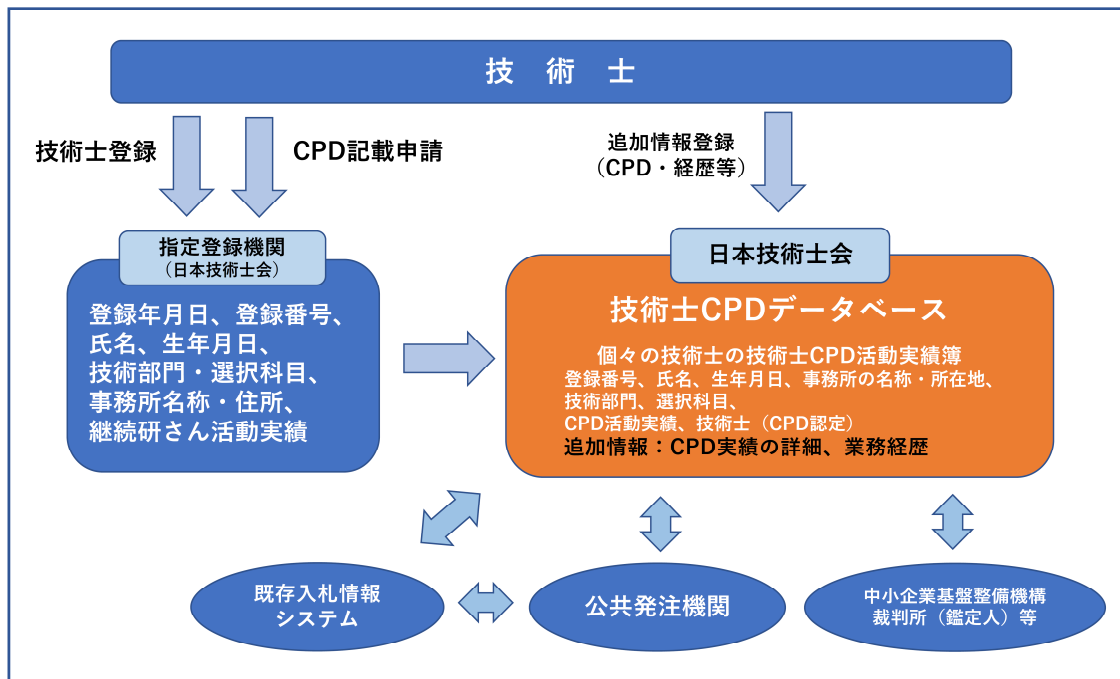 技　術　士
技術士登録
CPD記載申請
追加情報登録
（CPD・経歴等）
指定登録機関
（日本技術士会）
登録年月日、登録番号、
氏名、生年月日、
技術部門・選択科目、
事務所名称・住所、
継続研さん活動実績
日本技術士会
技術士CPDデータベース
個々の技術士の技術士CPD活動実績簿
登録番号、氏名、生年月日、事務所の名称・所在地、
技術部門、選択科目、
CPD活動実績、技術士（CPD認定）
追加情報：CPD実績の詳細、業務経歴
既存入札情報
システム
公共発注機関
中小企業基盤整備機構
裁判所（鑑定人）等